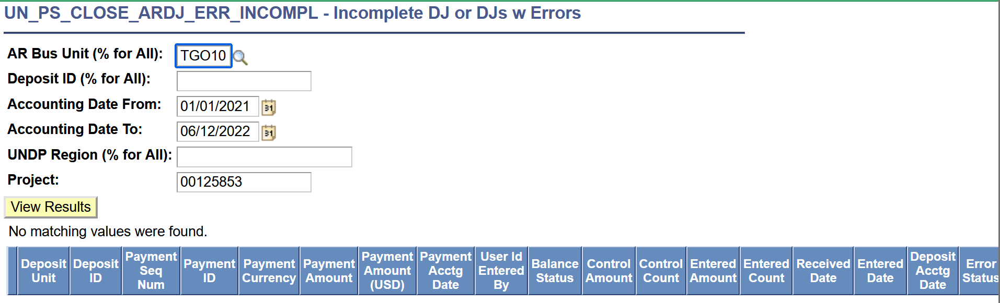 UN_PS_CLOSE_ARDJ_ERR_INCOMPL - Incomplete DJ or DJs w Errors
AR Bus Unit (% for All): TGO10
Deposit ID (% for All):
Accounting Date From: 01/01/2021 31
Accounting Date To: 06/12/2022 31
UNDP Region (% for All):
Project: 00125853
View Results
No matching values were found.
Deposit Unit
Deposit ID
Payment Seq Num
Payment ID
Payment Currency
Payment Amount
Payment Amount (USD)
Payment Acctg Date
User Id Entered By
Balance Status
Control Amount
Control Count
Entered Amount
Entered Count
Received Date
Entered Date
Deposit Acctg Date
Error Status